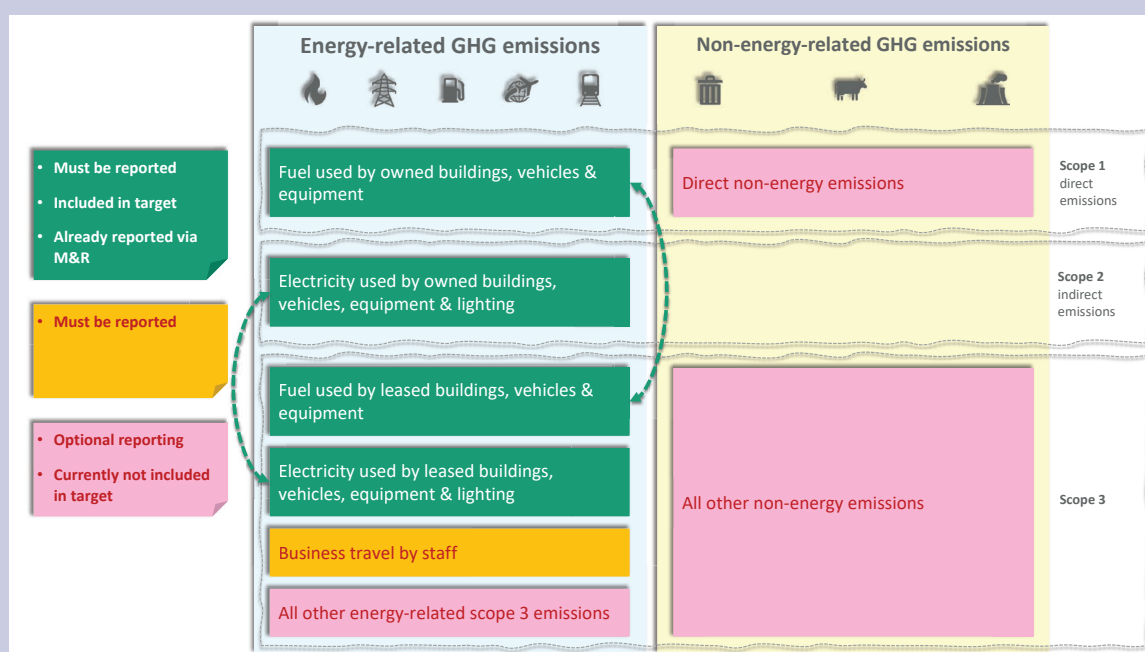 Energy-related GHG emissions
Non-energy-related GHG emissions
• Must be reported
• Included in target
• Already reported via
M&R
• Must be reported
• Optional reporting
• Currently not included
in target
Fuel used by owned buildings, vehicles &
equipment
Direct non-energy emissions
Scope 1
direct
emissions
Electricity used by owned buildings,
vehicles, equipment & lighting
Scope 2
indirect
emissions
Fuel used by leased buildings, vehicles &
equipment
Electricity used by leased buildings,
vehicles, equipment & lighting
Business travel by staff
All other energy-related scope 3 emissions
All other non-energy emissions
Scope 3